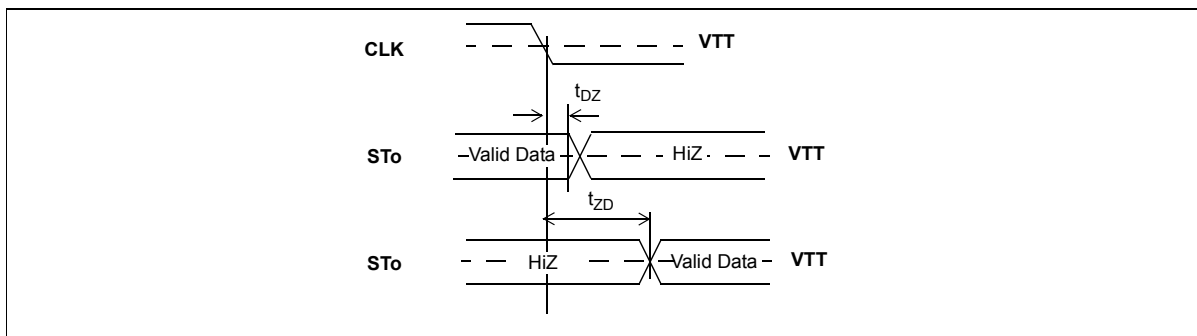 CLK VTT
tDZ
STo Valid Data HiZ VTT
tZD
STo HiZ Valid Data VTT